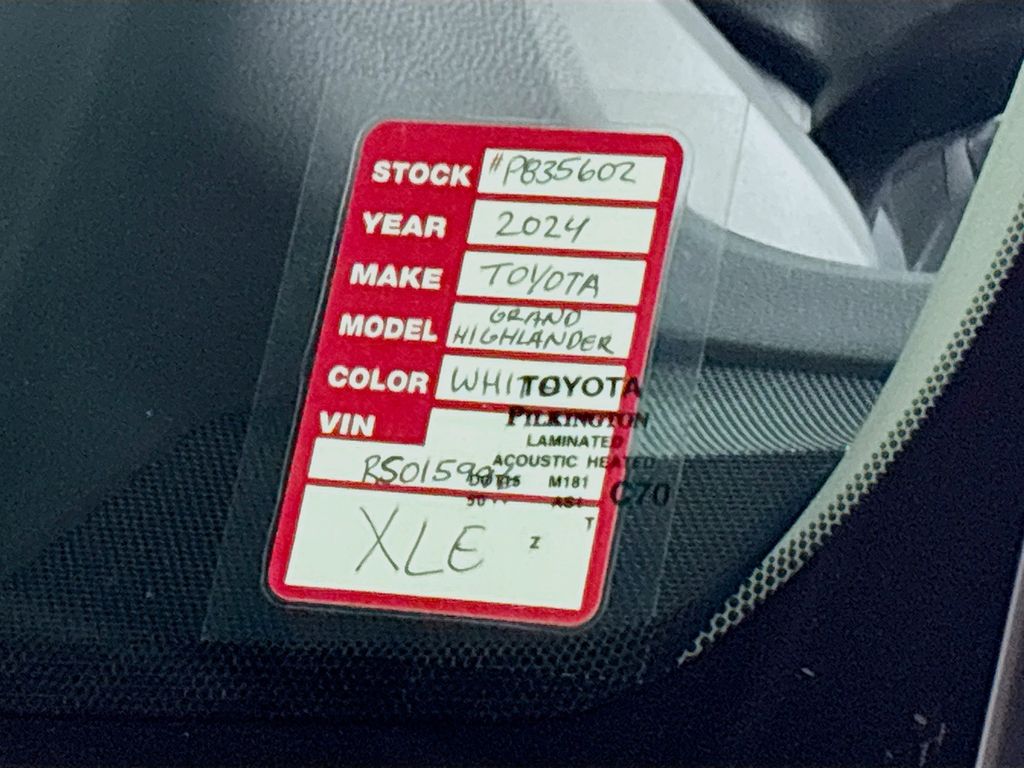 STOCK #P835602
YEAR 2024
MAKE TOYOTA
MODEL GRAND
HIGHLANDER
COLOR WHITE
VIN
TOYOTA
PILKINGTON
LAMINATED
ACOUSTIC HEATED
M181
AS1
C70
T
Z
XLE